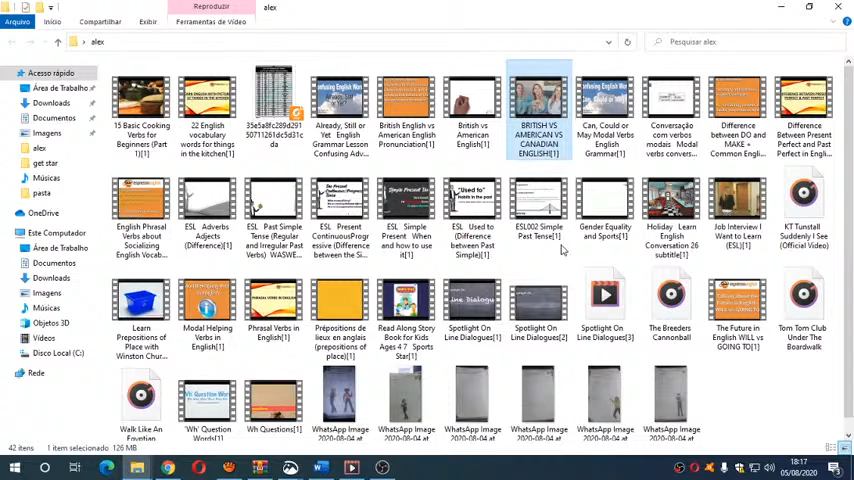 Reproduzir
alex
Arquivo
Início
Compartilhar
Exibir
Ferramentas de Vídeo
alex
Pesquisar alex
Acesso rápido
Área de Trabalho
Downloads
Documentos
Imagens
alex
get star
Músicas
pasta
OneDrive
Este Computador
Área de Trabalho
Documentos
Downloads
Imagens
Músicas
Objetos 3D
Vídeos
Disco Local (C:)
Rede
15 Basic Cooking
Verbs for
Beginners (Part
1)[1]
22 English
vocabulary
words for things
in the kitchen[1]
35e5a8fc289d291
50711263fdc5d31c
da
Already, Still or
Yet English
Grammar Lesson
Confusing Adv...
British English vs
American English
Pronunciation[1]
British vs
American
English[1]
BRITISH VS
AMERICAN VS
CANADIAN
ENGLISH![1]
Can, Could or
May Modal Verbs
English
Grammar[1]
Conversação
com verbos
modais Modal
verbs convers...
Difference
between DO and
MAKE +
Common Engli...
Difference
Between Present
Perfect and Past
Perfect in Engli...
English Phrasal
Verbs about
Socializing
English Vocab...
ESL Adverbs
Adjects
(Difference)[1]
ESL Past Simple
Tense (Regular
and Irregular Past
Verbs) WASWE...
ESL Present
ContinuousProgr
essive (Difference
between the Si...
ESL Simple
Present When
and how to use
it[1]
ESL Used to
(Difference
between Past
Simple)[1]
ESL002 Simple
Past Tense[1]
Gender Equality
and Sports[1]
Holiday Learn
English
Conversation 26
subtitle[1]
Job Interview I
Want to Learn
(ESL)[1]
KT Tunstall
Suddenly I See
(Official Video)
Learn
Prepositions of
Place with
Winston Chur...
Modal Helping
Verbs in
English[1]
Phrasal Verbs in
English[1]
Prépositions de
lieux en anglais
(prepositions of
place)[1]
Read Along Story
Book for Kids
Ages 4 7 Sports
Star[1]
Spotlight On
Line Dialogues[1]
Spotlight On
Line Dialogues[2]
Spotlight On
Line Dialogues[3]
The Breeders
Cannonball
The Future in
English WILL vs
GOING TO[1]
Tom Tom Club
Under The
Boardwalk
Walk Like An
Egyptian
'Wh' Question
Words[1]
Wh Questions[1]
WhatsApp Image
2020-08-04 at
WhatsApp Image
2020-08-04 at
WhatsApp Image
2020-08-04 at
WhatsApp Image
2020-08-04 at
WhatsApp Image
2020-08-04 at
WhatsApp Image
2020-08-04 at
42 itens
1 item selecionado 126 MB
18:17
05/08/2020